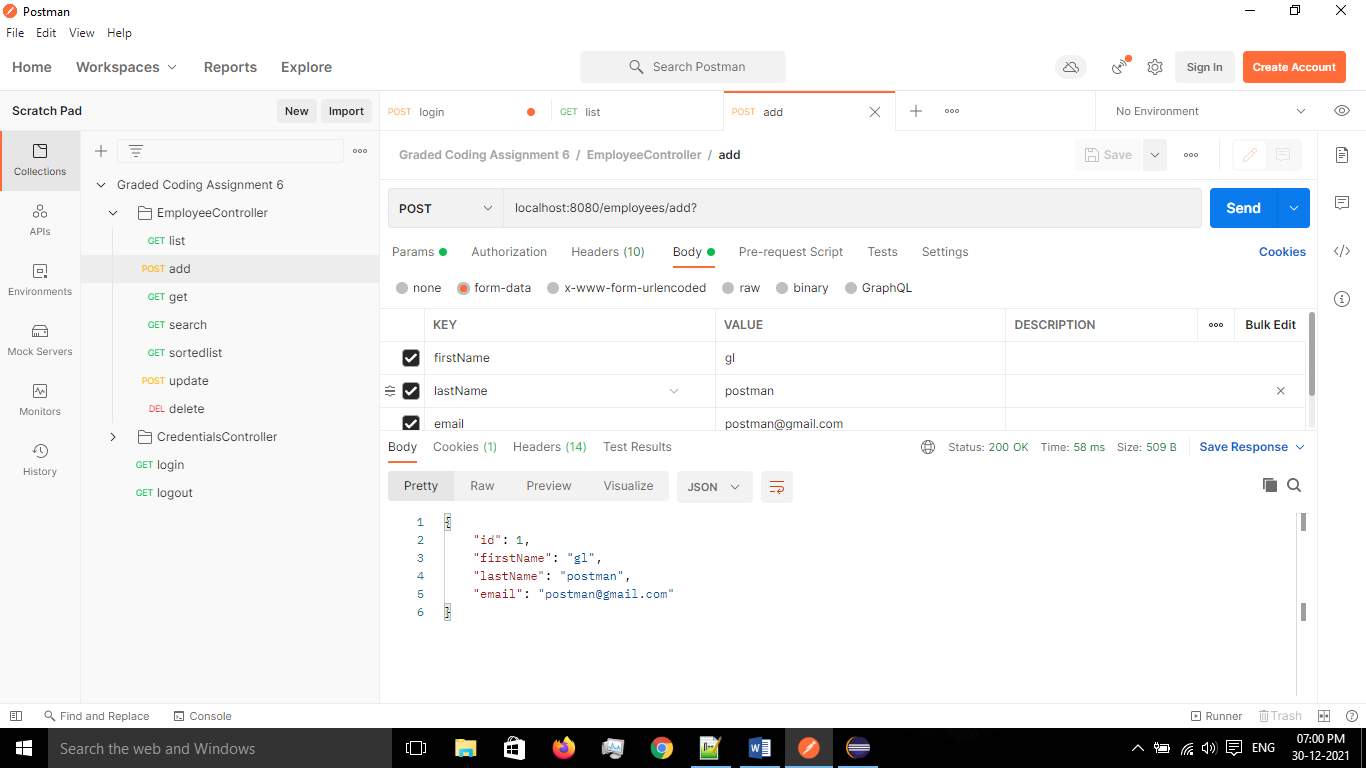 Postman
File Edit View Help
Home Workspaces Reports Explore Search Postman Sign In Create Account
Scratch Pad New Import
POST login GET list POST add No Environment
Collections
APIs
Environments
Mock Servers
Monitors
History
Graded Coding Assignment 6
EmployeeController
GET list
POST add
GET get
GET search
GET sortedlist
POST update
DEL delete
CredentialsController
GET login
GET logout
Graded Coding Assignment 6 / EmployeeController / add Save
POST localhost:8080/employees/add? Send
Params Authorization Headers (10) Body Pre-request Script Tests Settings Cookies
none form-data x-www-form-urlencoded raw binary GraphQL
KEY VALUE DESCRIPTION Bulk Edit
firstName gl
lastName postman
email postman@gmail.com
Body Cookies (1) Headers (14) Test Results Status: 200 OK Time: 58 ms Size: 509 B Save Response
Pretty Raw Preview Visualize JSON
1 {
2 "id": 1,
3 "firstName": "gl",
4 "lastName": "postman",
5 "email": "postman@gmail.com"
6 }
Find and Replace Console Runner Trash
Search the web and Windows ENG 07:00 PM
30-12-2021